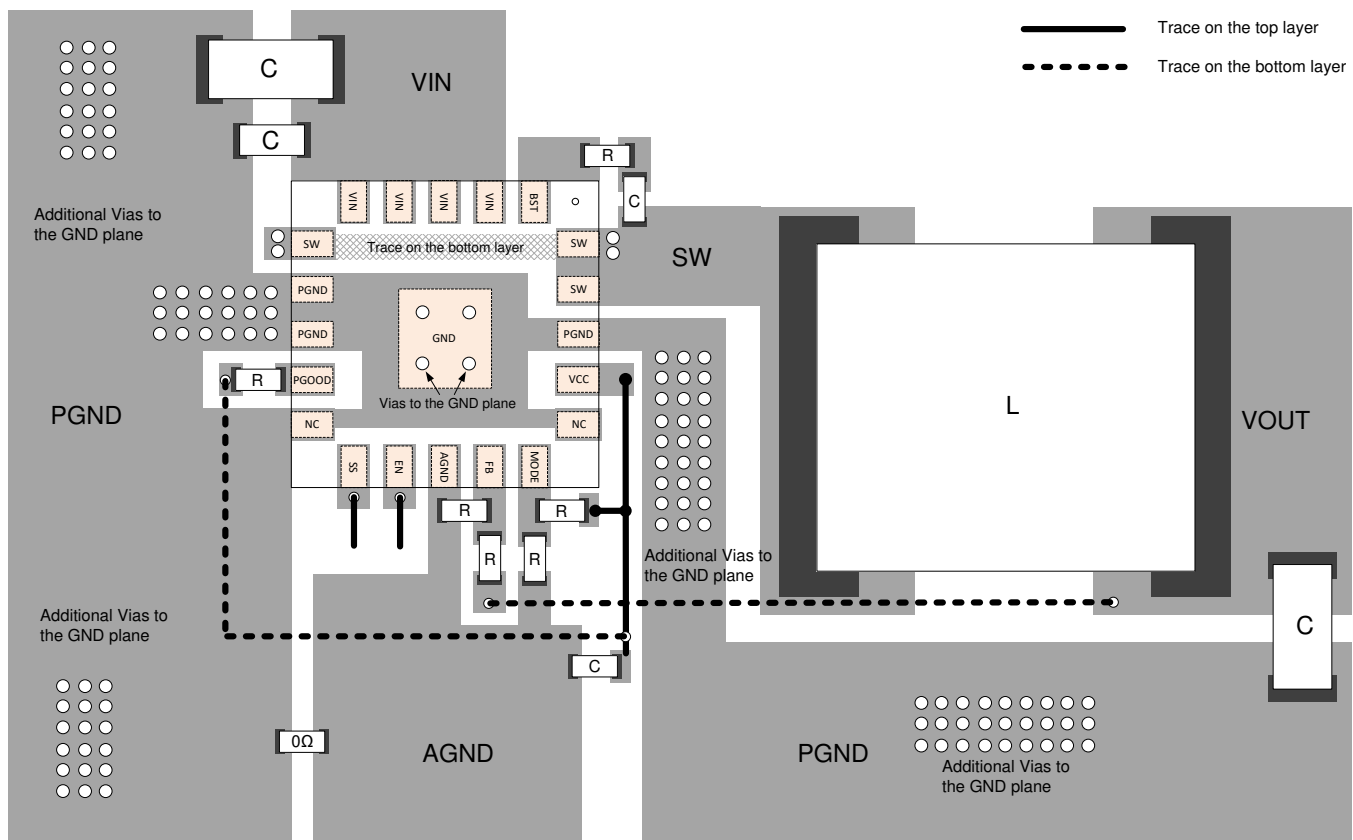 Trace on the top layer
Trace on the bottom layer
C
VIN
C
R
C
VIN
VIN
VIN
VIN
BST
Additional Vias to
the GND plane
SW
Trace on the bottom layer
SW
SW
PGND
SW
PGND
GND
PGND
R
PGOOD
Vias to the GND plane
VCC
PGND
NC
NC
L
VOUT
SS
EN
AGND
FB
MODE
R
R
R
R
Additional Vias to
the GND plane
Additional Vias to
the GND plane
C
C
0Ω
AGND
PGND
Additional Vias to
the GND plane